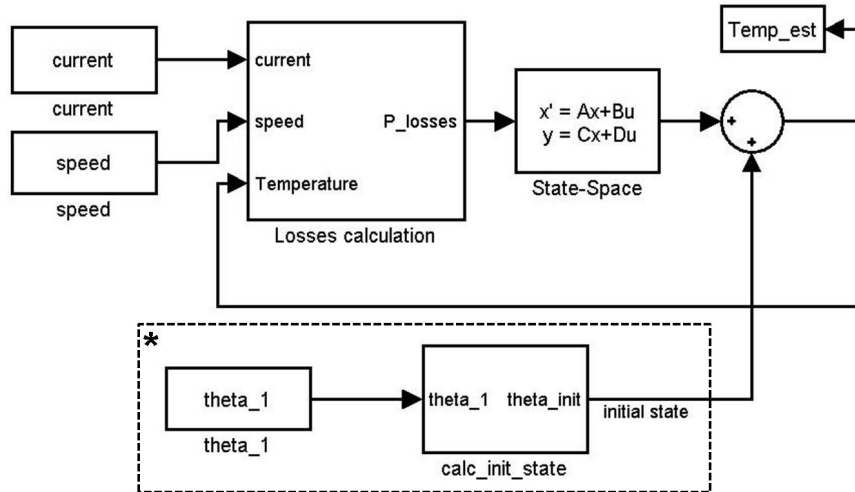 Temp_est
current
current
speed
speed
current
speed
Temperature
P_losses
Losses calculation
x' = Ax+Bu
y = Cx+Du
State-Space
+
+
*
theta_1
theta_1
theta_1
theta_init
calc_init_state
initial state